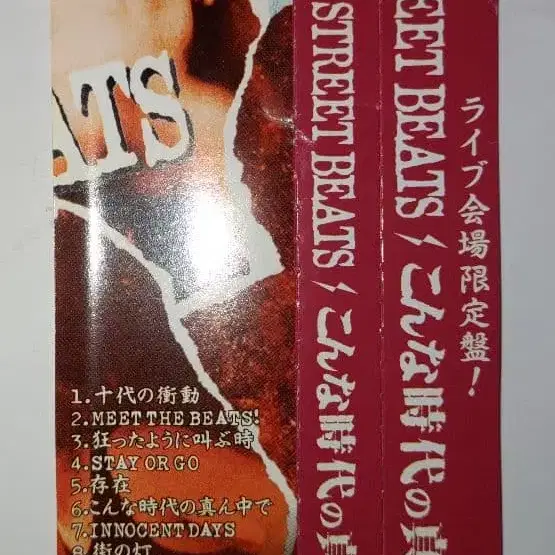 ATS
1.十代の衝動
2.MEET THE BEATS!
3.狂ったように叫ぶ時
4.STAY OR GO
5.存在
6.こんな時代の真ん中で
7.INNOCENT DAYS
8.街の灯
STREET BEATS / こんな時代の真
EET BEATS / こんな時代の真
ライブ会場限定盤!